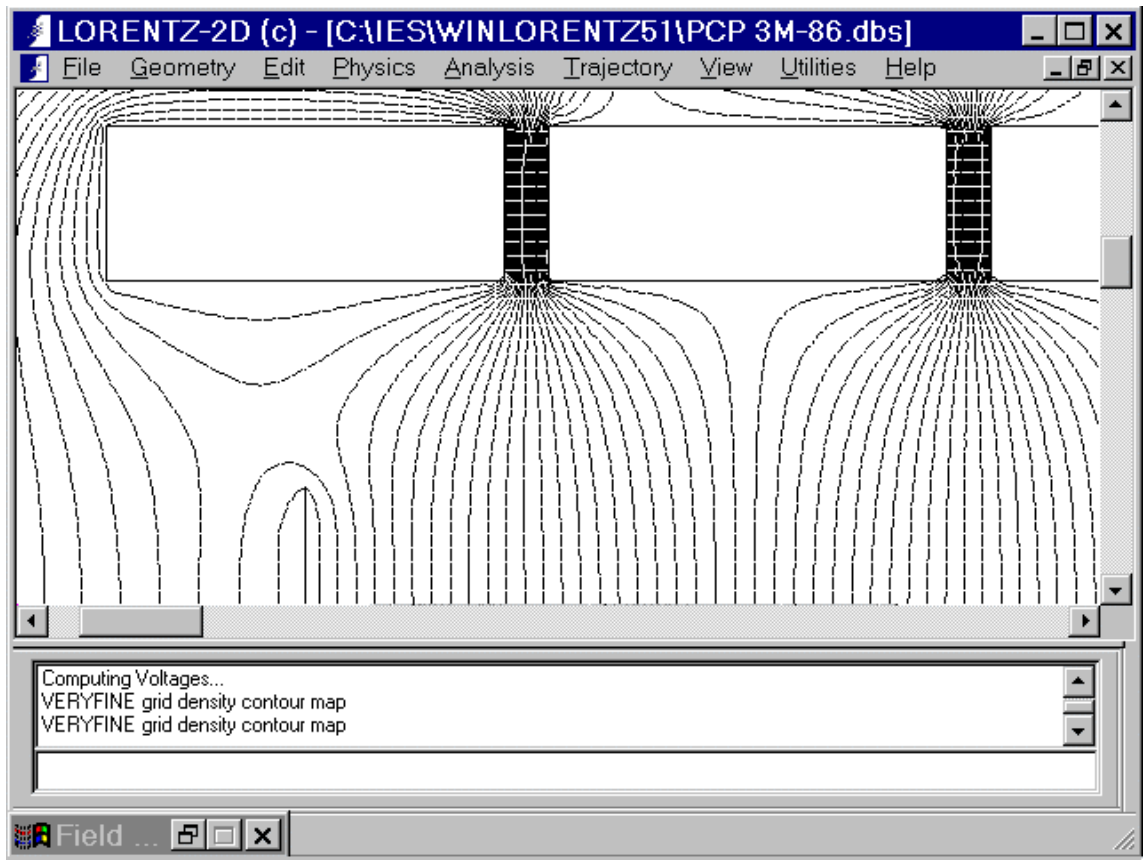 LORENTZ-2D (c) - [C:\IES\WINLORENTZ51\PCP 3M-86.dbs]
File Geometry Edit Physics Analysis Trajectory View Utilities Help
Computing Voltages...
VERYFINE grid density contour map
VERYFINE grid density contour map
Field ...